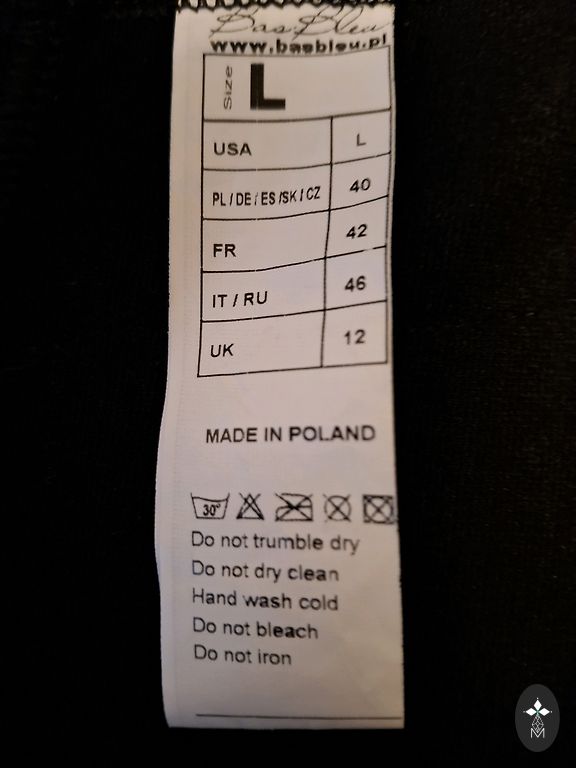 Bas Bleu
www.basbleu.pl
Size L
USA L
PL / DE / ES /SK / CZ 40
FR 42
IT / RU 46
UK 12
MADE IN POLAND
30°
Do not trumble dry
Do not dry clean
Hand wash cold
Do not bleach
Do not iron
M